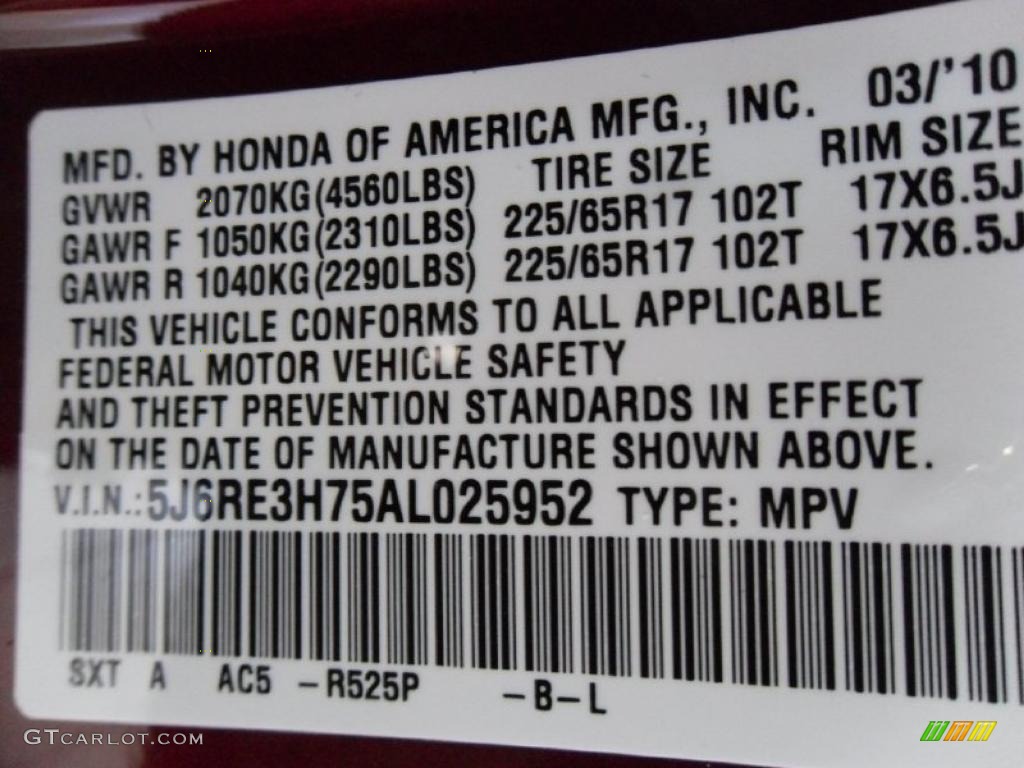 MFD. BY HONDA OF AMERICA MFG., INC. 03/'10
GVWR 2070KG(4560LBS) TIRE SIZE RIM SIZE
GAWR F 1050KG(2310LBS) 225/65R17 102T 17X6.5J
GAWR R 1040KG(2290LBS) 225/65R17 102T 17X6.5J
THIS VEHICLE CONFORMS TO ALL APPLICABLE
FEDERAL MOTOR VEHICLE SAFETY
AND THEFT PREVENTION STANDARDS IN EFFECT
ON THE DATE OF MANUFACTURE SHOWN ABOVE.
V.I.N.:5J6RE3H75AL025952 TYPE: MPV
SXT A AC5 -R525P -B-L
GTCARLOT.COM